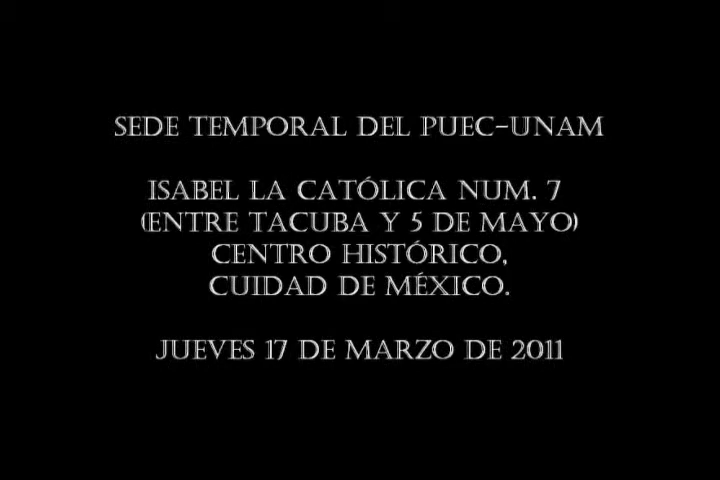 SEDE TEMPORAL DEL PUEC-UNAM
ISABEL LA CATÓLICA NUM. 7
(ENTRE TACUBA Y 5 DE MAYO)
CENTRO HISTÓRICO,
CUIDAD DE MÉXICO.
JUEVES 17 DE MARZO DE 2011